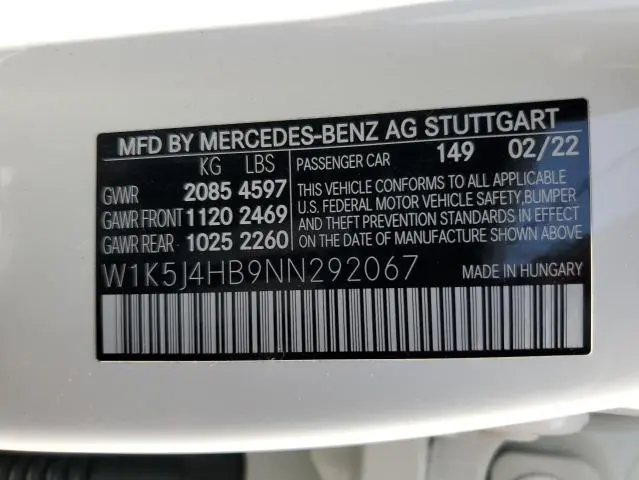 MFD BY MERCEDES-BENZ AG STUTTGART
KG LBS PASSENGER CAR 149 02/22
GVWR 2085 4597
GAWR FRONT 1120 2469
GAWR REAR 1025 2260
THIS VEHICLE CONFORMS TO ALL APPLICABLE
U.S. FEDERAL MOTOR VEHICLE SAFETY, BUMPER
AND THEFT PREVENTION STANDARDS IN EFFECT
ON THE DATE OF MANUFACTURE SHOWN ABOVE
W1K5J4HB9NN292067 MADE IN HUNGARY